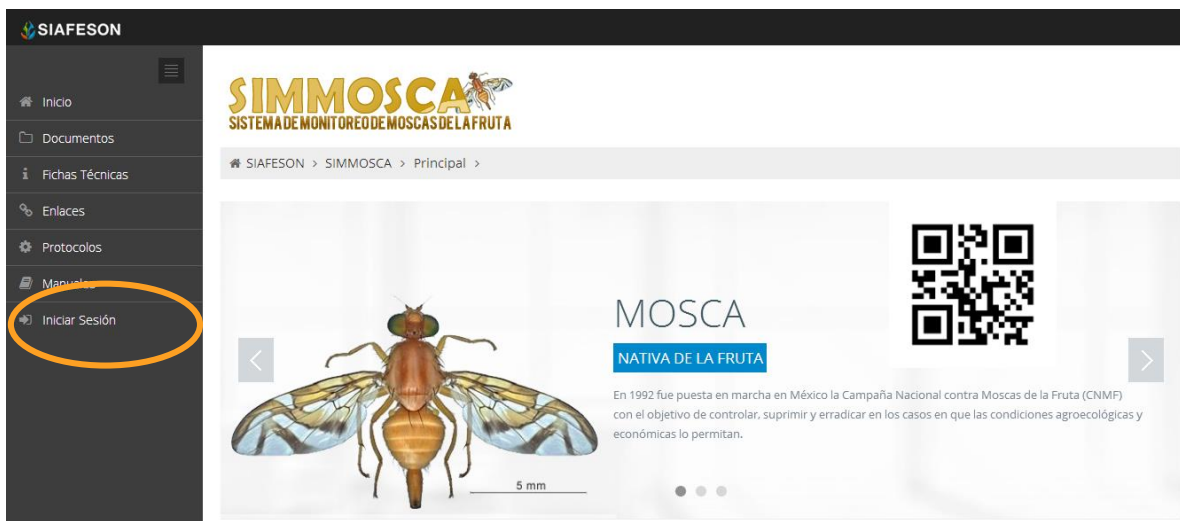 SIAFESON
Inicio
Documentos
Fichas Técnicas
Enlaces
Protocolos
Manuales
Iniciar Sesión
SIMMOSCA
SISTEMA DE MONITOREO DE MOSCAS DE LA FRUTA
SIAFESON > SIMMOSCA > Principal >
MOSCA
NATIVA DE LA FRUTA
En 1992 fue puesta en marcha en México la Campaña Nacional contra Moscas de la Fruta (CNMF)
con el objetivo de controlar, suprimir y erradicar en los casos en que las condiciones agroecológicas y
económicas lo permitan.
5 mm